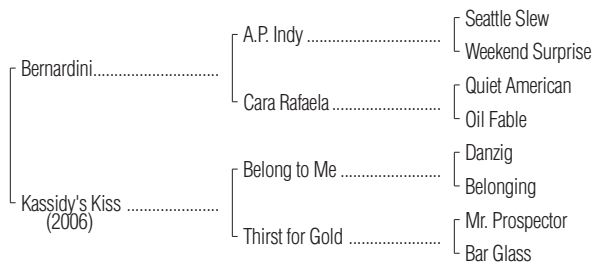 Seattle Slew
A.P. Indy
Weekend Surprise
Bernardini
Quiet American
Cara Rafaela
Oil Fable
Danzig
Belong to Me
Belonging
Kassidy's Kiss
(2006)
Mr. Prospector
Thirst for Gold
Bar Glass